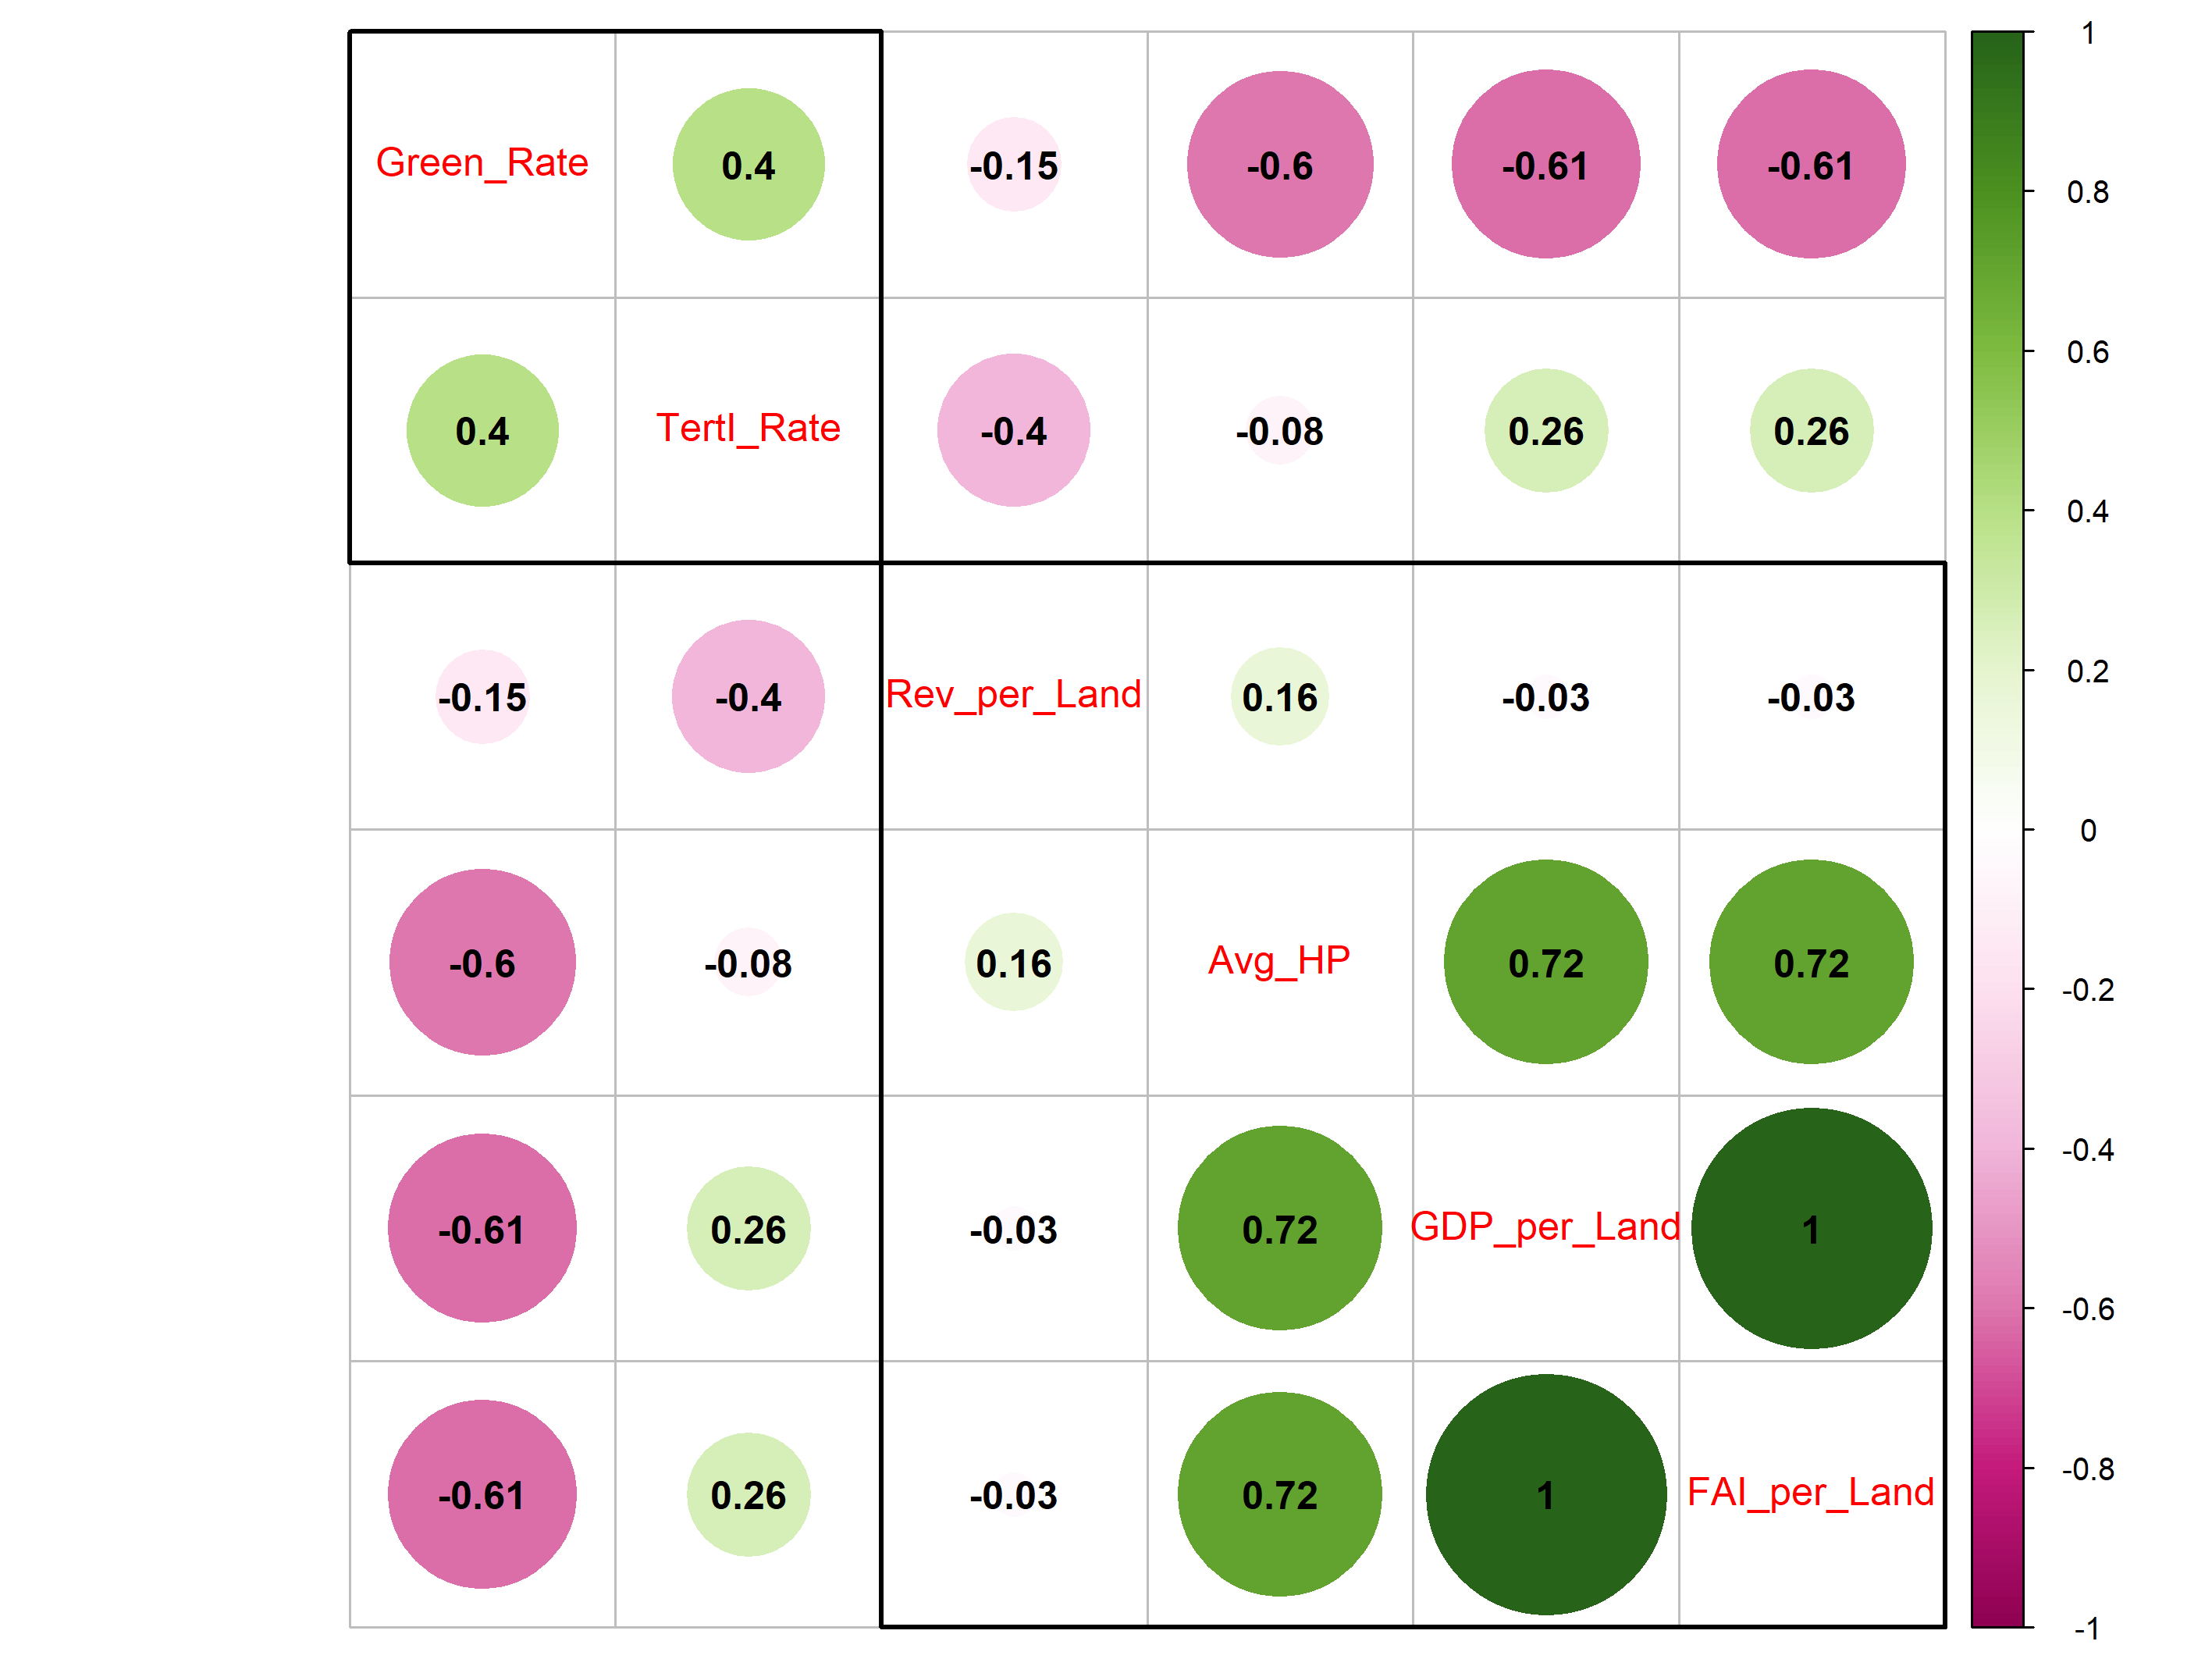 Green_Rate 0.4 -0.15 -0.6 -0.61 -0.61
0.4 TertI_Rate -0.4 -0.08 0.26 0.26
-0.15 -0.4 Rev_per_Land 0.16 -0.03 -0.03
-0.6 -0.08 0.16 Avg_HP 0.72 0.72
-0.61 0.26 -0.03 0.72 GDP_per_Land 1
-0.61 0.26 -0.03 0.72 1 FAI_per_Land
1
0.8
0.6
0.4
0.2
0
-0.2
-0.4
-0.6
-0.8
-1